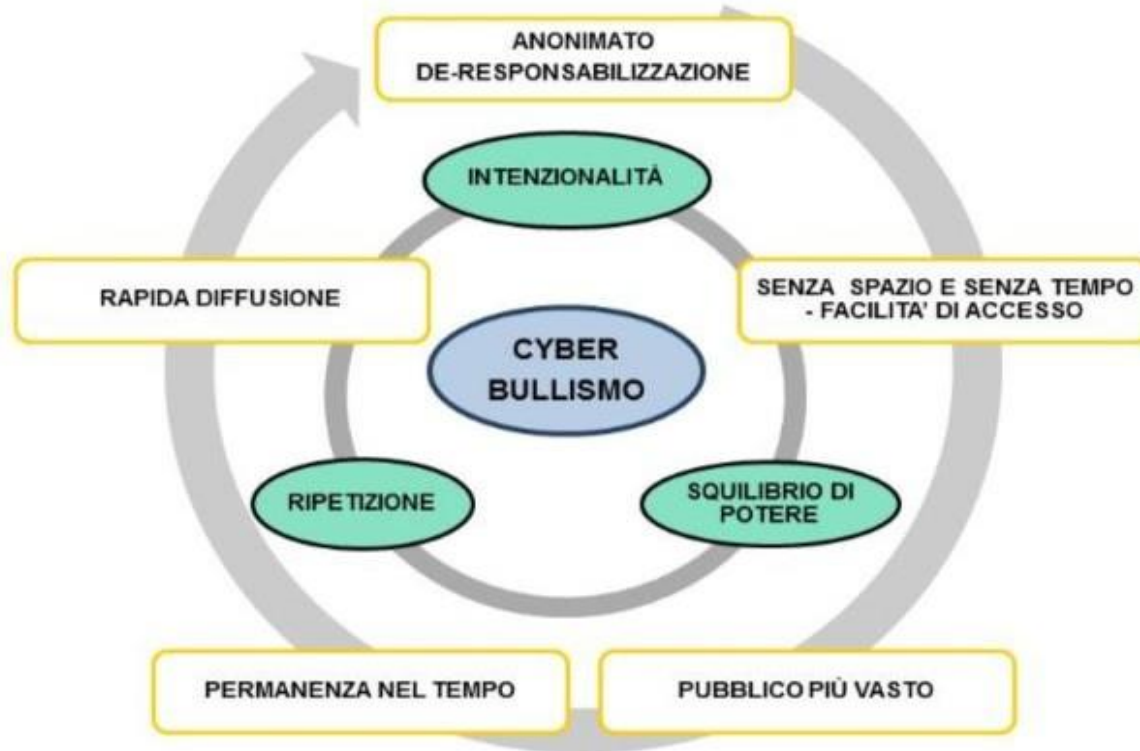 ANONIMATO
DE-RESPONSABILIZZAZIONE
INTENZIONALITÀ
RAPIDA DIFFUSIONE
SENZA SPAZIO E SENZA TEMPO
- FACILITA' DI ACCESSO
CYBER
BULLISMO
RIPETIZIONE
SQUILIBRIO DI
POTERE
PERMANENZA NEL TEMPO
PUBBLICO PIÙ VASTO